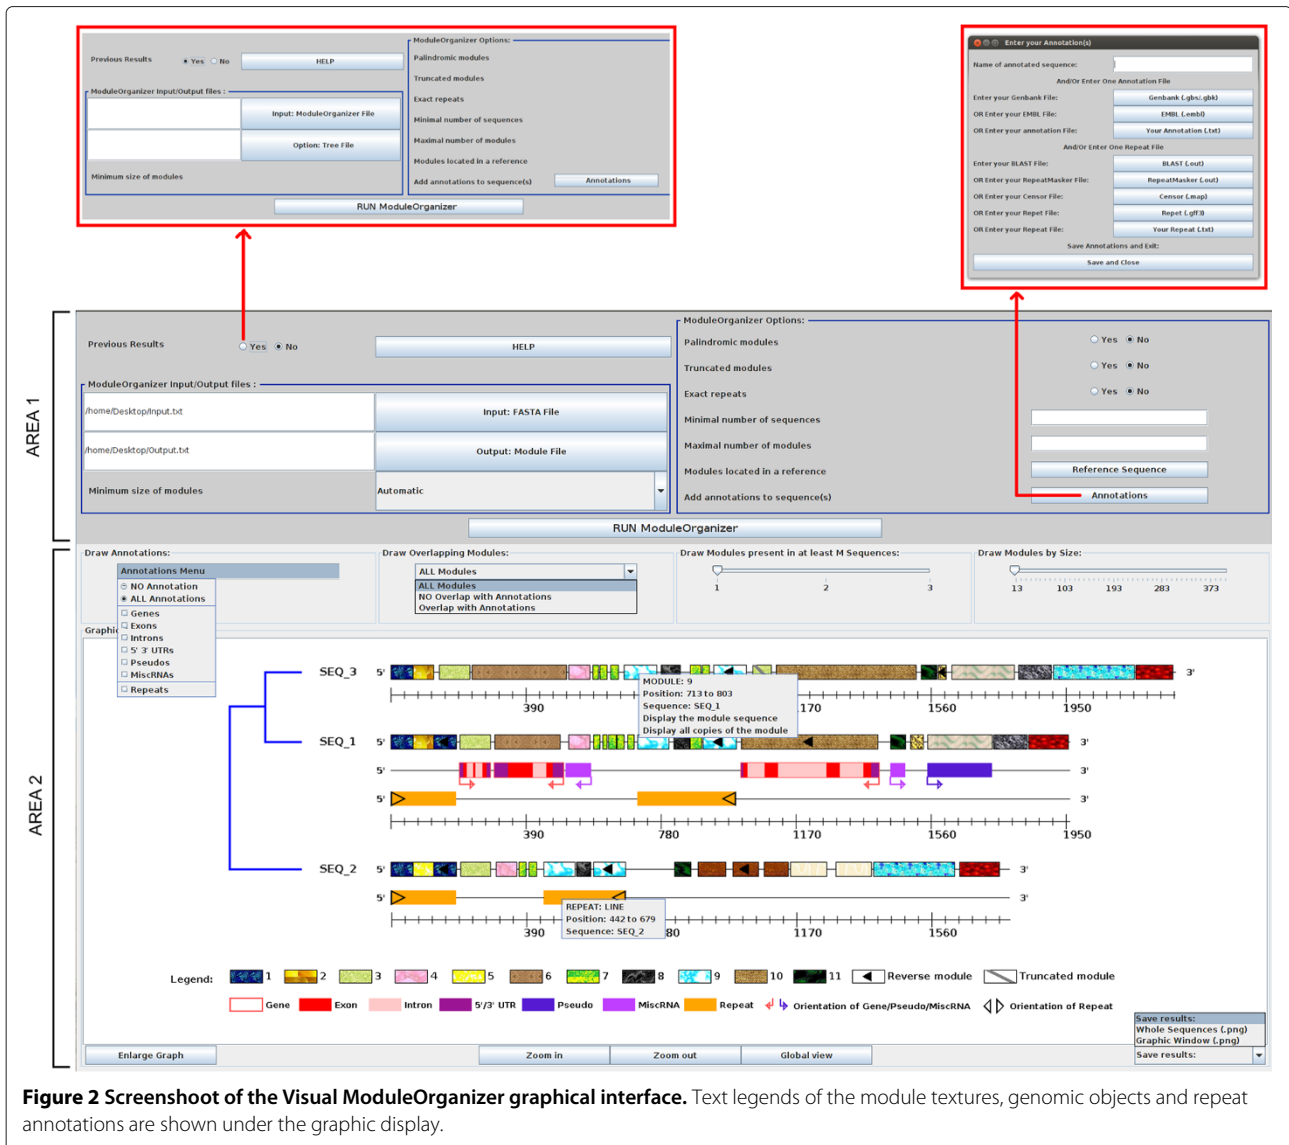 ModuleOrganizer Options:
Previous Results Yes No HELP
Palindromic modules
Truncated modules
ModuleOrganizer Input/Output files :
Exact repeats
Input: ModuleOrganizer File
Minimal number of sequences
Maximal number of modules
Option: Tree File
Modules located in a reference
Minimum size of modules
Add annotations to sequence(s) Annotations
RUN ModuleOrganizer
Enter your Annotation(s)
Name of annotated sequence:
And/Or Enter One Annotation File
Enter your Genbank File: Genbank (.gbs/.gbk)
OR Enter your EMBL File: EMBL (.embl)
OR Enter your annotation File: Your Annotation (.txt)
And/Or Enter One Repeat File
Enter your BLAST File: BLAST (.out)
OR Enter your RepeatMasker File: RepeatMasker (.out)
OR Enter your Censor File: Censor (.map)
OR Enter your Repet File: Repet (.gff3)
OR Enter your Repeat File: Your Repeat (.txt)
Save Annotations and Exit:
Save and Close
AREA 1
Previous Results Yes No HELP
ModuleOrganizer Input/Output files :
/home/Desktop/Input.txt Input: FASTA File
/home/Desktop/Output.txt Output: Module File
Minimum size of modules Automatic
ModuleOrganizer Options:
Palindromic modules Yes No
Truncated modules Yes No
Exact repeats Yes No
Minimal number of sequences
Maximal number of modules
Modules located in a reference Reference Sequence
Add annotations to sequence(s) Annotations
RUN ModuleOrganizer
AREA 2
Draw Annotations:
Annotations Menu
NO Annotation
ALL Annotations
Genes
Exons
Introns
5' 3' UTRs
Pseudos
MiscRNAs
Repeats
Draw Overlapping Modules:
ALL Modules
ALL Modules
NO Overlap with Annotations
Overlap with Annotations
Draw Modules present in at least M Sequences:
1 2 3
Draw Modules by Size:
13 103 193 283 373
Graphic
SEQ_3 5' 3'
390 1170 1560 1950
MODULE: 9
Position: 713 to 803
Sequence: SEQ_1
Display the module sequence
Display all copies of the module
SEQ_1 5' 3'
5' 3'
5' 3'
390 780 1170 1560 1950
SEQ_2 5' 3'
5' 3'
390 80 1170 1560
REPEAT: LINE
Position: 442 to 679
Sequence: SEQ_2
Legend: 1 2 3 4 5 6 7 8 9 10 11 Reverse module Truncated module
Gene Exon Intron 5'/3' UTR Pseudo MiscRNA Repeat Orientation of Gene/Pseudo/MiscRNA Orientation of Repeat
Save results:
Whole Sequences (.png)
Graphic Window (.png)
Enlarge Graph Zoom in Zoom out Global view Save results:
Figure 2 Screenshoot of the Visual ModuleOrganizer graphical interface. Text legends of the module textures, genomic objects and repeat
annotations are shown under the graphic display.